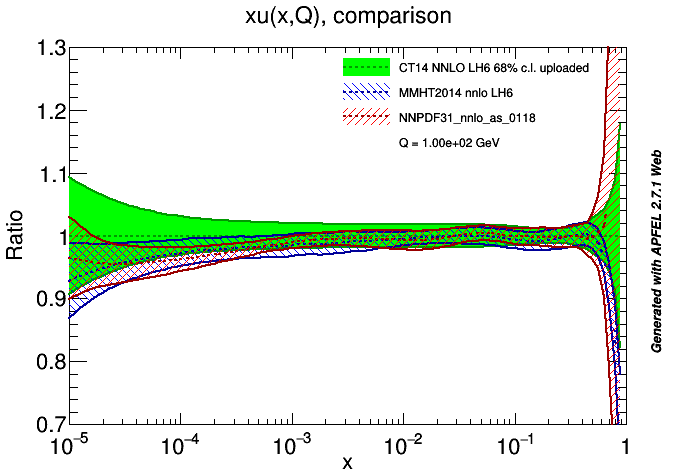 xu(x,Q), comparison
CT14 NNLO LH6 68% c.l. uploaded
MMHT2014 nnlo LH6
NNPDF31_nnlo_as_0118
Q = 1.00e+02 GeV
Ratio
1.3
1.2
1.1
1
0.9
0.8
0.7
10⁻⁵ 10⁻⁴ 10⁻³ 10⁻² 10⁻¹ 1
x
Generated with APFEL 2.7.1 Web